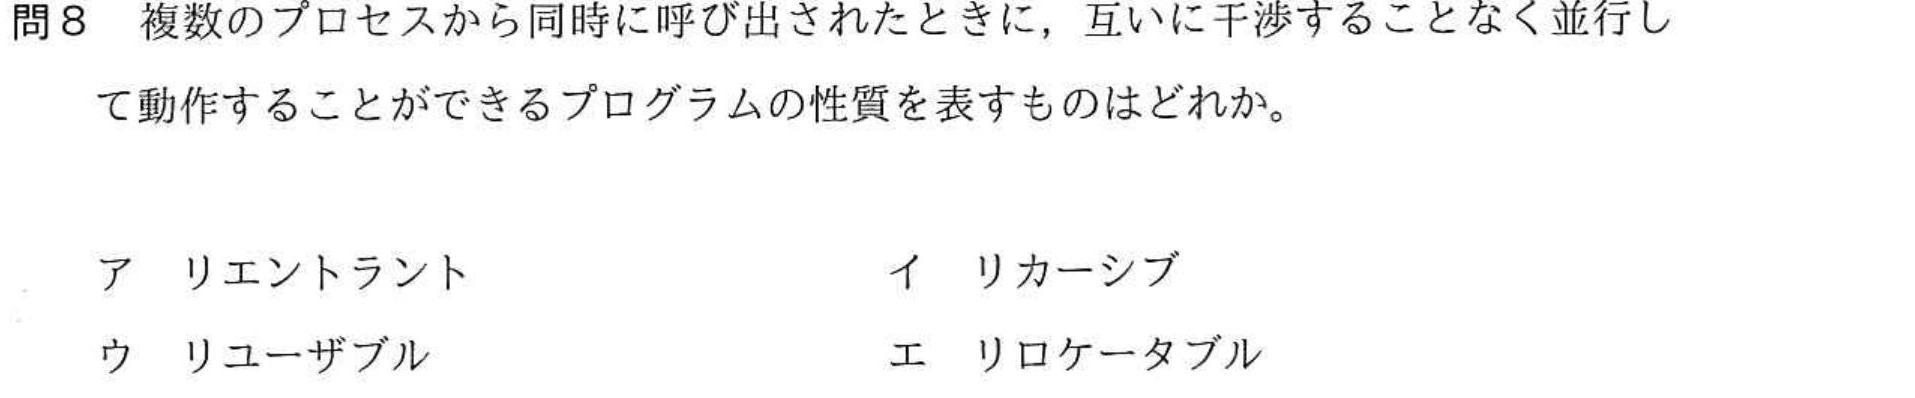 問８　複数のプロセスから同時に呼び出されたときに，互いに干渉することなく並行し
て動作することができるプログラムの性質を表すものはどれか。
ア　リエントラント　イ　リカーシブ
ウ　リユーザブル　エ　リロケータブル